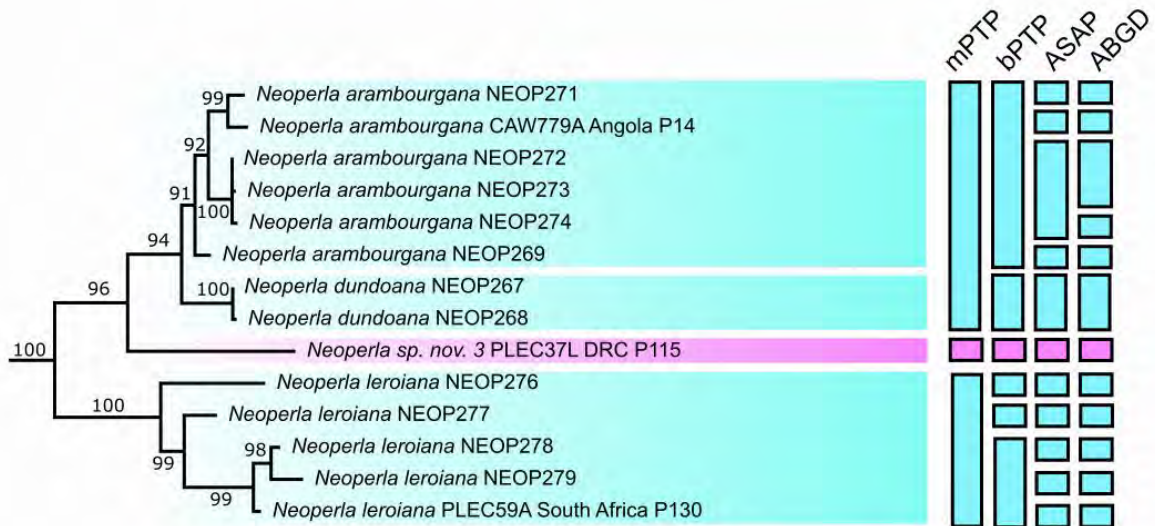 mPTP
bPTP
ASAP
ABGD
99
Neoperla arambourgana NEOP271
Neoperla arambourgana CAW779A Angola P14
92
Neoperla arambourgana NEOP272
91
Neoperla arambourgana NEOP273
100
Neoperla arambourgana NEOP274
94
Neoperla arambourgana NEOP269
96
100
Neoperla dundoana NEOP267
Neoperla dundoana NEOP268
100
Neoperla sp. nov. 3 PLEC37L DRC P115
Neoperla leroiana NEOP276
100
Neoperla leroiana NEOP277
98
Neoperla leroiana NEOP278
99
Neoperla leroiana NEOP279
99
Neoperla leroiana PLEC59A South Africa P130